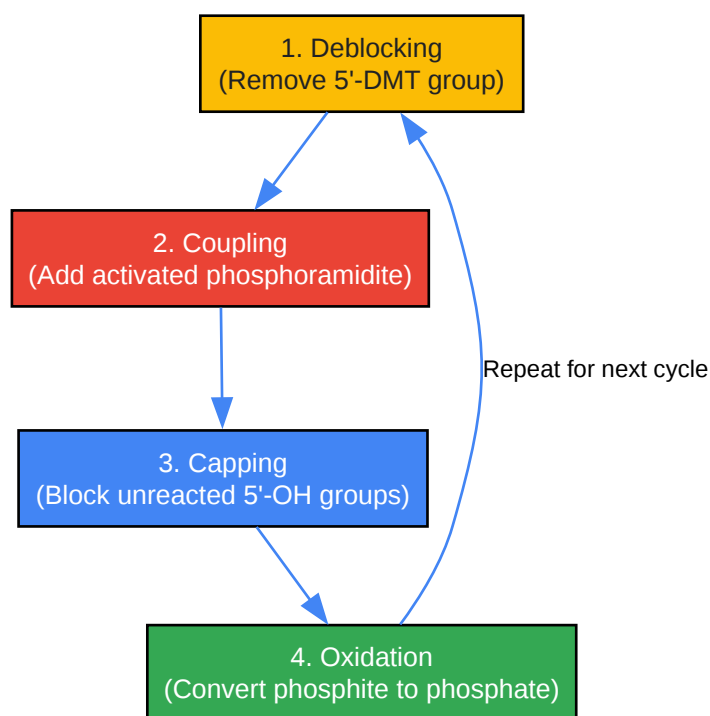 1. Deblocking
(Remove 5'-DMT group)
2. Coupling
(Add activated phosphoramidite)
Repeat for next cycle
3. Capping
(Block unreacted 5'-OH groups)
4. Oxidation
(Convert phosphite to phosphate)